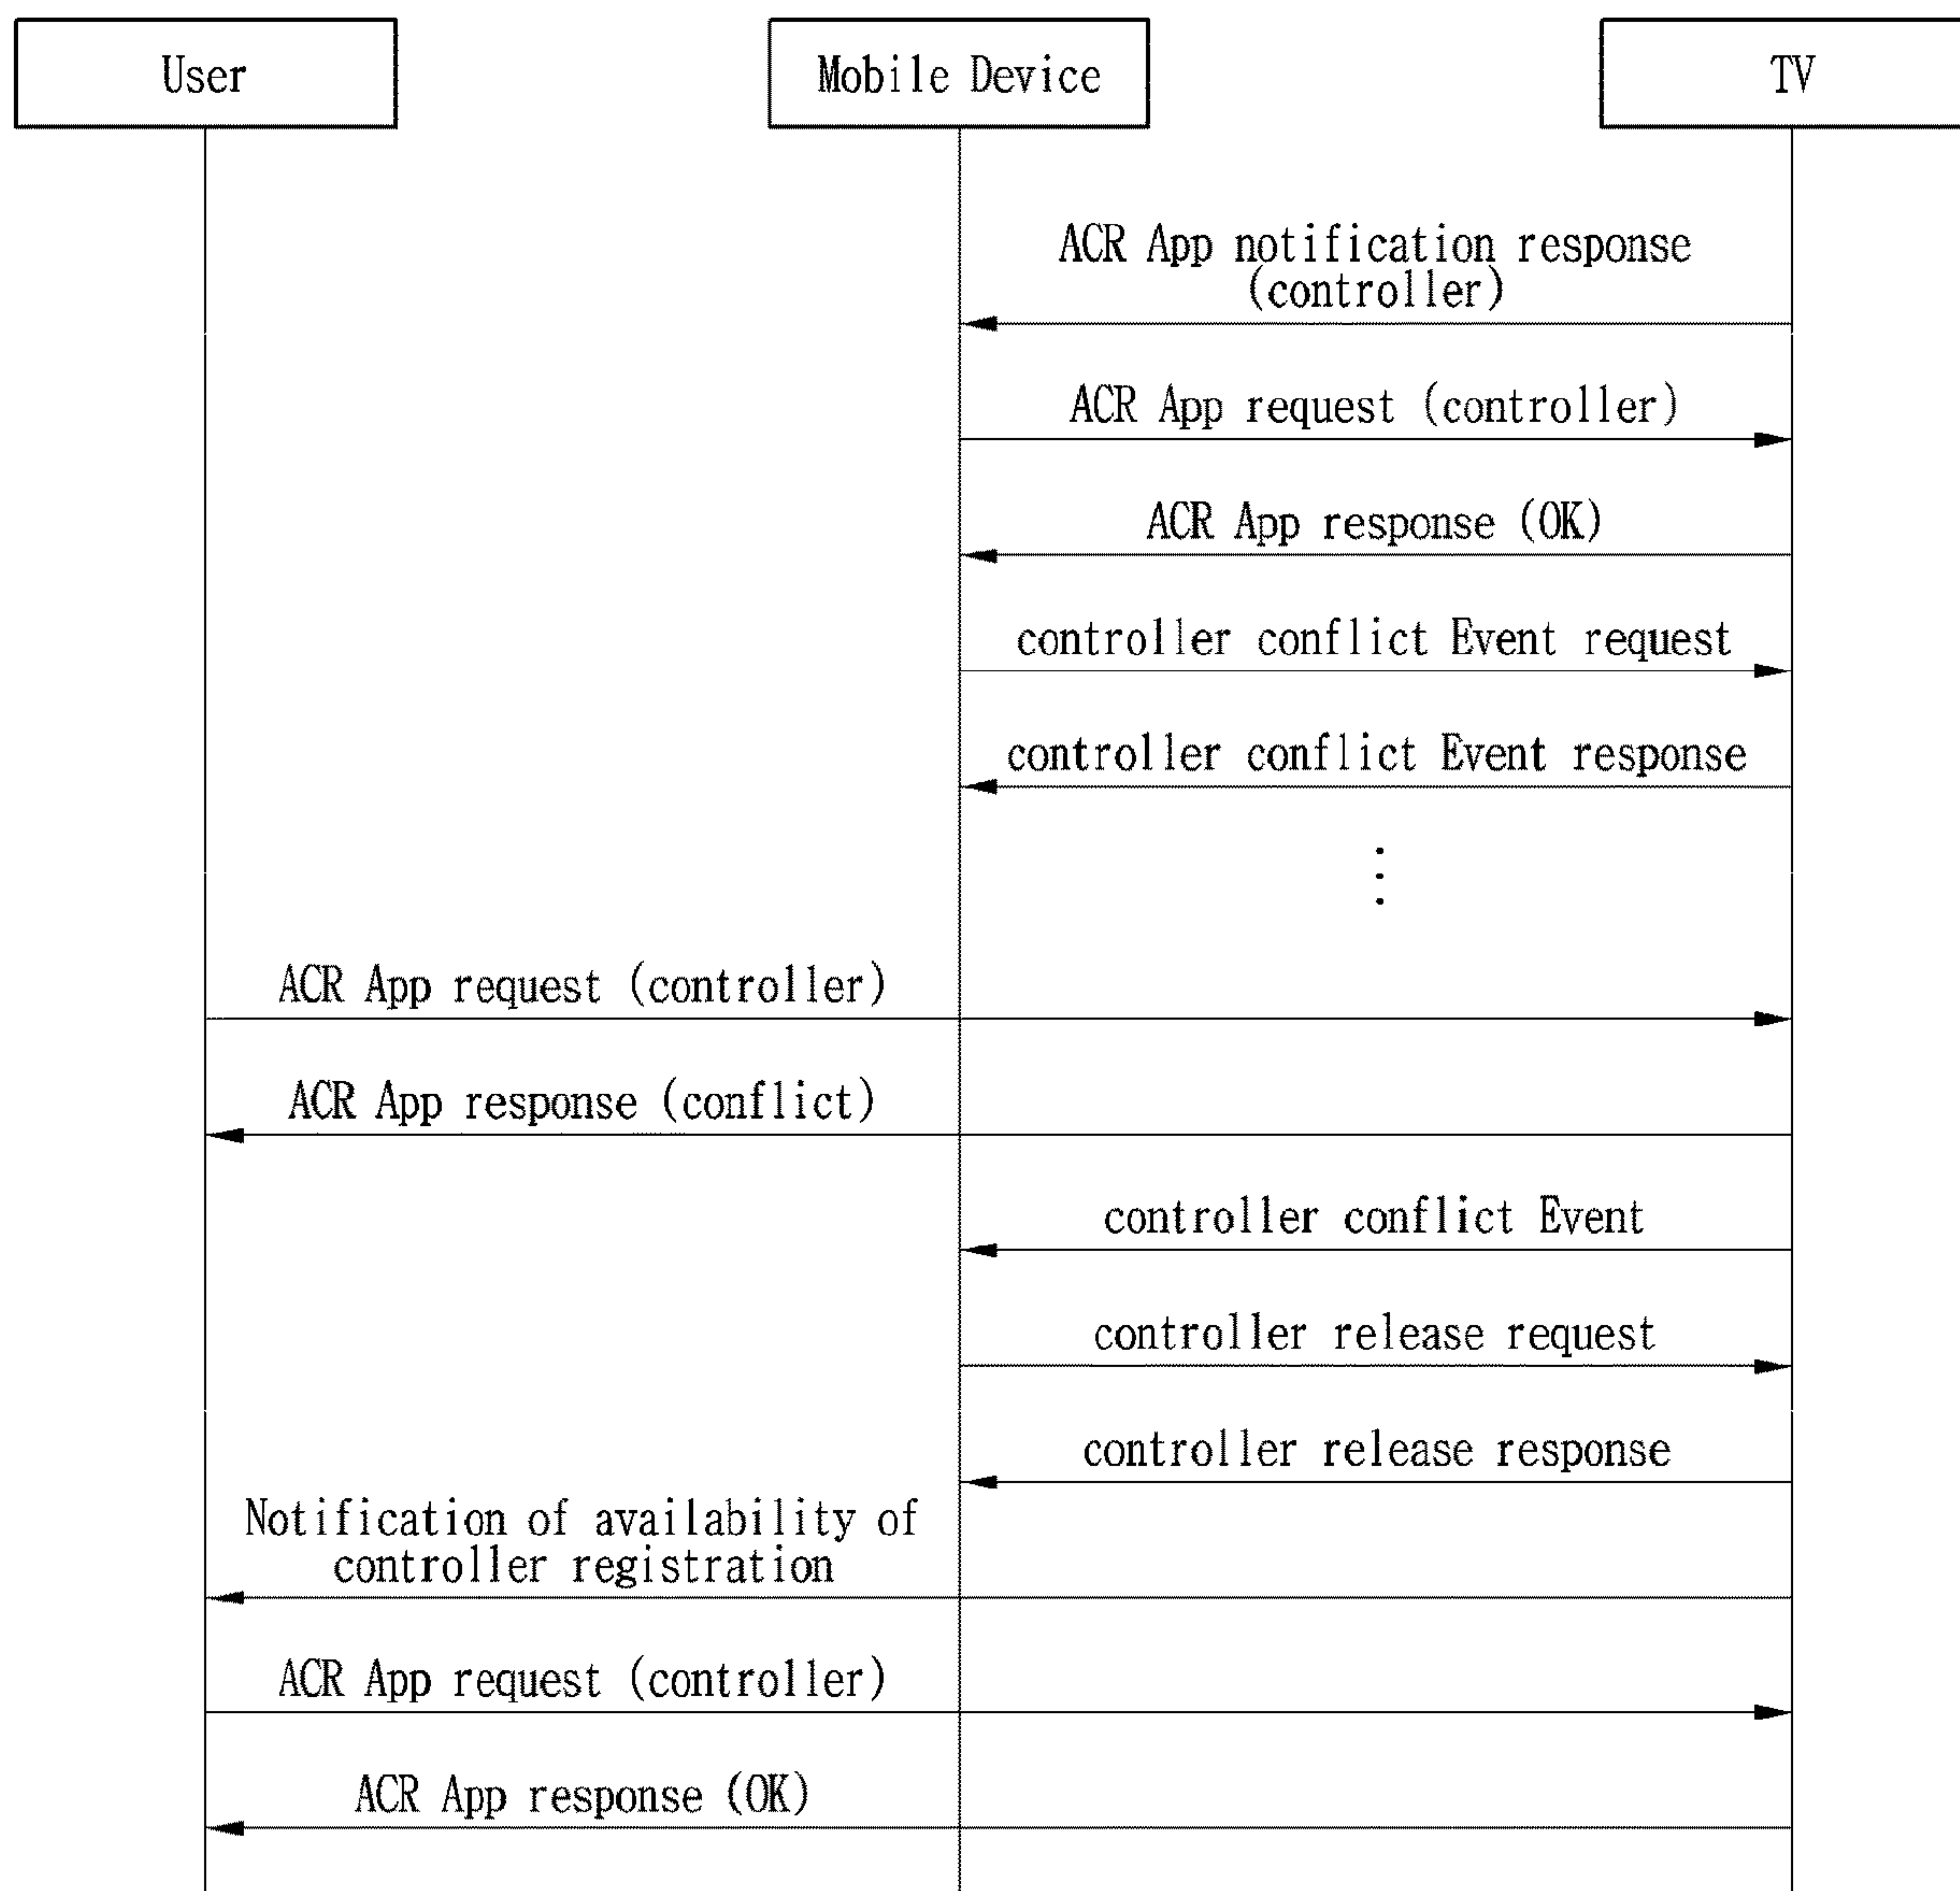 User
Mobile Device
TV
ACR App notification response
(controller)
ACR App request (controller)
ACR App response (OK)
controller conflict Event request
controller conflict Event response
ACR App request (controller)
ACR App response (conflict)
controller conflict Event
controller release request
controller release response
Notification of availability of
controller registration
ACR App request (controller)
ACR App response (OK)